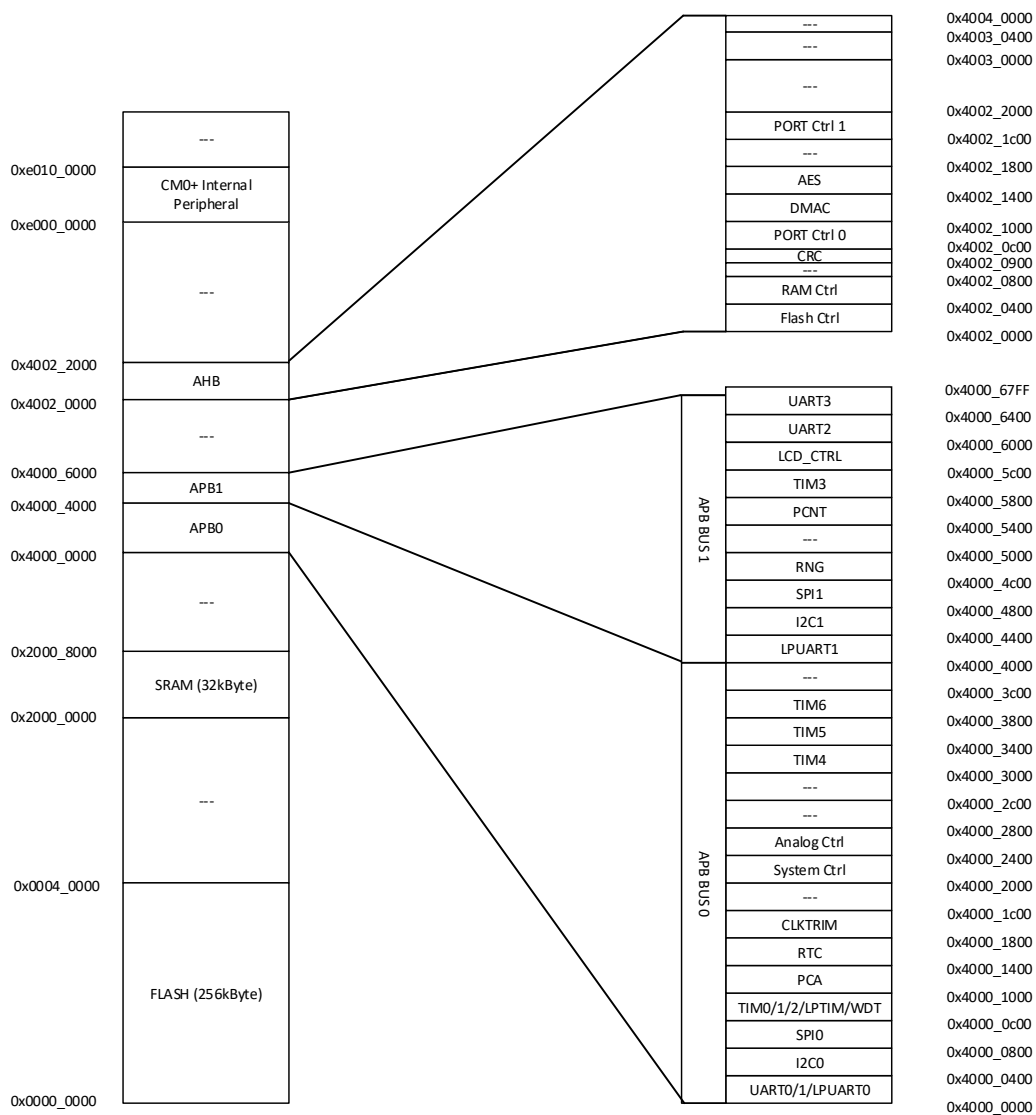 ---
0xe010_0000
CM0+ Internal
Peripheral
0xe000_0000
---
0x4002_2000
AHB
0x4002_0000
---
0x4000_6000
APB1
0x4000_4000
APB0
0x4000_0000
---
0x2000_8000
SRAM (32kByte)
0x2000_0000
---
0x0004_0000
FLASH (256kByte)
0x0000_0000
0x4004_0000
---
0x4003_0400
---
0x4003_0000
---
0x4002_2000
PORT Ctrl 1
0x4002_1c00
---
0x4002_1800
AES
0x4002_1400
DMAC
0x4002_1000
PORT Ctrl 0
0x4002_0c00
CRC
0x4002_0900
---
0x4002_0800
RAM Ctrl
0x4002_0400
Flash Ctrl
0x4002_0000
APB BUS 1
0x4000_67FF
UART3
0x4000_6400
UART2
0x4000_6000
LCD_CTRL
0x4000_5c00
TIM3
0x4000_5800
PCNT
0x4000_5400
---
0x4000_5000
RNG
0x4000_4c00
SPI1
0x4000_4800
I2C1
0x4000_4400
LPUART1
0x4000_4000
APB BUS 0
---
0x4000_3c00
TIM6
0x4000_3800
TIM5
0x4000_3400
TIM4
0x4000_3000
---
0x4000_2c00
---
0x4000_2800
Analog Ctrl
0x4000_2400
System Ctrl
0x4000_2000
---
0x4000_1c00
CLKTRIM
0x4000_1800
RTC
0x4000_1400
PCA
0x4000_1000
TIM0/1/2/LPTIM/WDT
0x4000_0c00
SPI0
0x4000_0800
I2C0
0x4000_0400
UART0/1/LPUART0
0x4000_0000